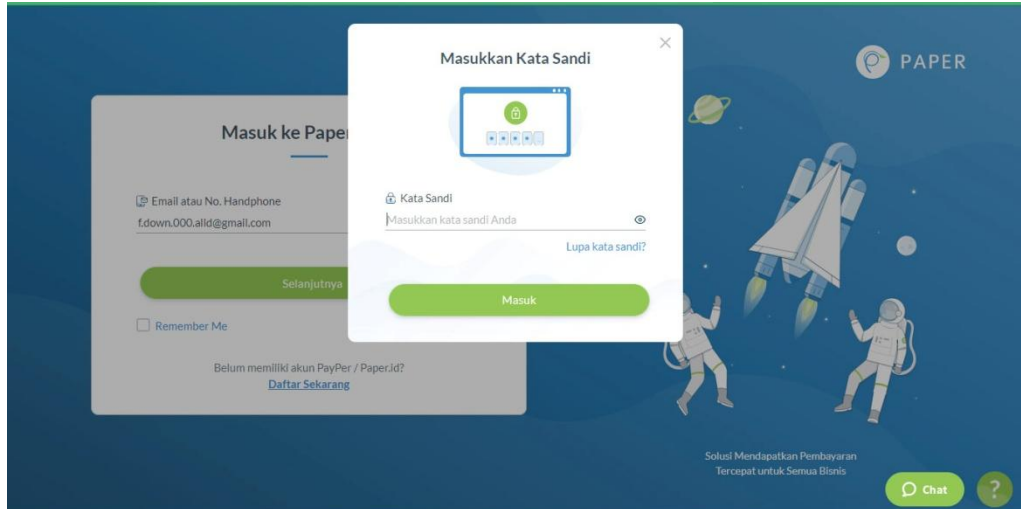 Masukkan Kata Sandi
Kata Sandi
Masukkan kata sandi Anda
Lupa kata sandi?
Masuk
Masuk ke Pape
Email atau No. Handphone
f.down.000.alld@gmail.com
Selanjutnya
Remember Me
Belum memiliki akun PayPer / Paper.id?
Daftar Sekarang
PAPER
Solusi Mendapatkan Pembayaran
Tercepat untuk Semua Bisnis
Chat
?